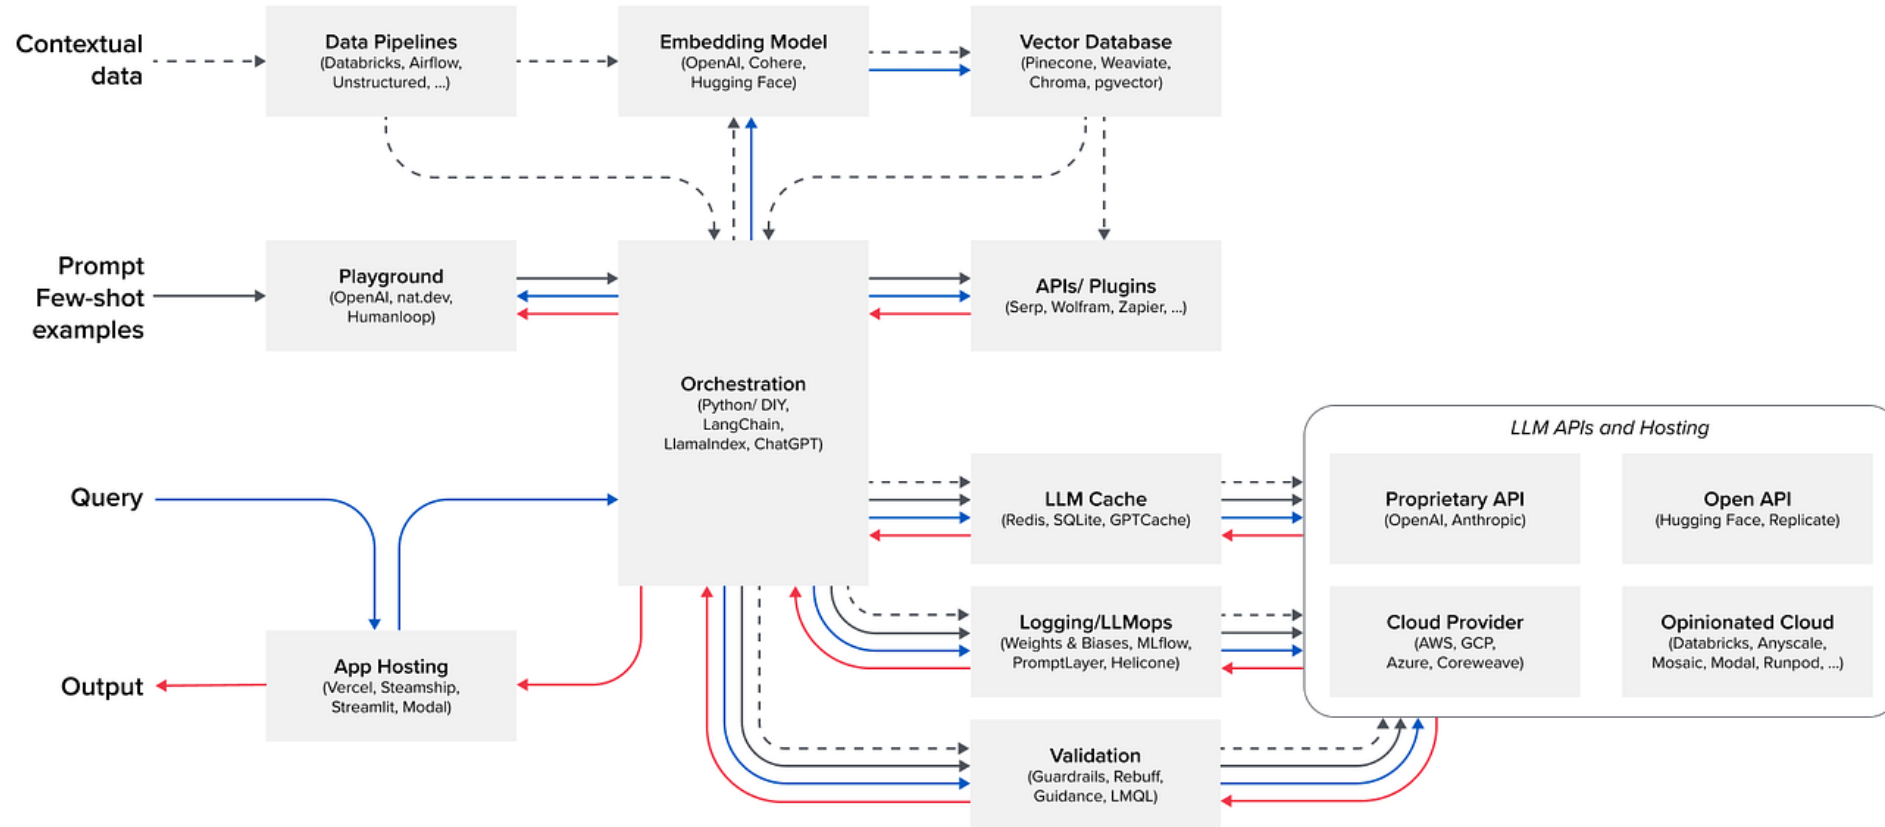 Contextual
data
Data Pipelines
(Databricks, Airflow,
Unstructured, ...)
Embedding Model
(OpenAI, Cohere,
Hugging Face)
Vector Database
(Pinecone, Weaviate,
Chroma, pgvector)
Prompt
Few-shot
examples
Playground
(OpenAI, nat.dev,
Humanloop)
Orchestration
(Python/ DIY,
LangChain,
LlamaIndex, ChatGPT)
APIs/ Plugins
(Serp, Wolfram, Zapier, ...)
Query
Output
App Hosting
(Vercel, Steamship,
Streamlit, Modal)
LLM Cache
(Redis, SQLite, GPTCache)
Logging/LLMops
(Weights & Biases, MLflow,
PromptLayer, Helicone)
Validation
(Guardrails, Rebuff,
Guidance, LMQL)
LLM APIs and Hosting
Proprietary API
(OpenAI, Anthropic)
Open API
(Hugging Face, Replicate)
Cloud Provider
(AWS, GCP,
Azure, Coreweave)
Opinionated Cloud
(Databricks, Anyscale,
Mosaic, Modal, Runpod, ...)